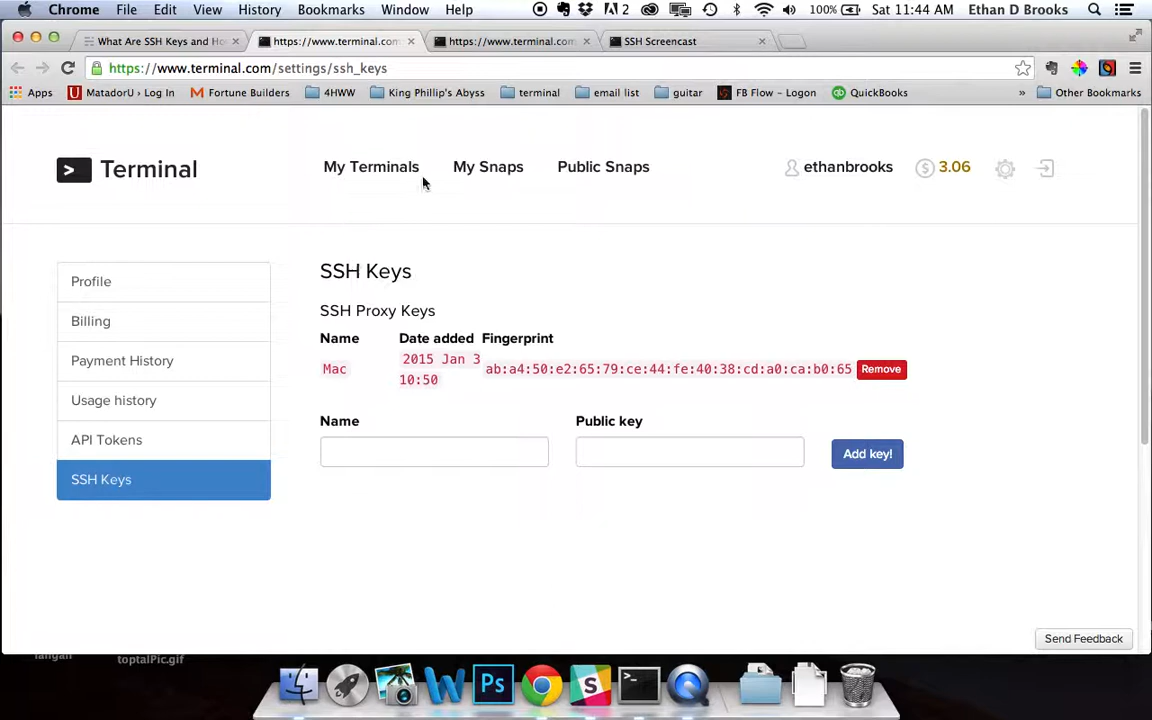 Chrome File Edit View History Bookmarks Window Help 2 100% Sat 11:44 AM Ethan D Brooks
What Are SSH Keys and Ho https://www.terminal.com https://www.terminal.com SSH Screencast
https://www.terminal.com/settings/ssh_keys
Apps MatadorU › Log In Fortune Builders 4HWW King Phillip's Abyss terminal email list guitar FB Flow - Logon QuickBooks » Other Bookmarks
> Terminal My Terminals My Snaps Public Snaps ethanbrooks $ 3.06
Profile
Billing
Payment History
Usage history
API Tokens
SSH Keys
SSH Keys
SSH Proxy Keys
Name Date added Fingerprint
Mac 2015 Jan 3 10:50 ab:a4:50:e2:65:79:ce:44:fe:40:38:cd:a0:ca:b0:65 Remove
Name Public key
Add key!
Send Feedback
toptalPic.gif
W Ps S >_